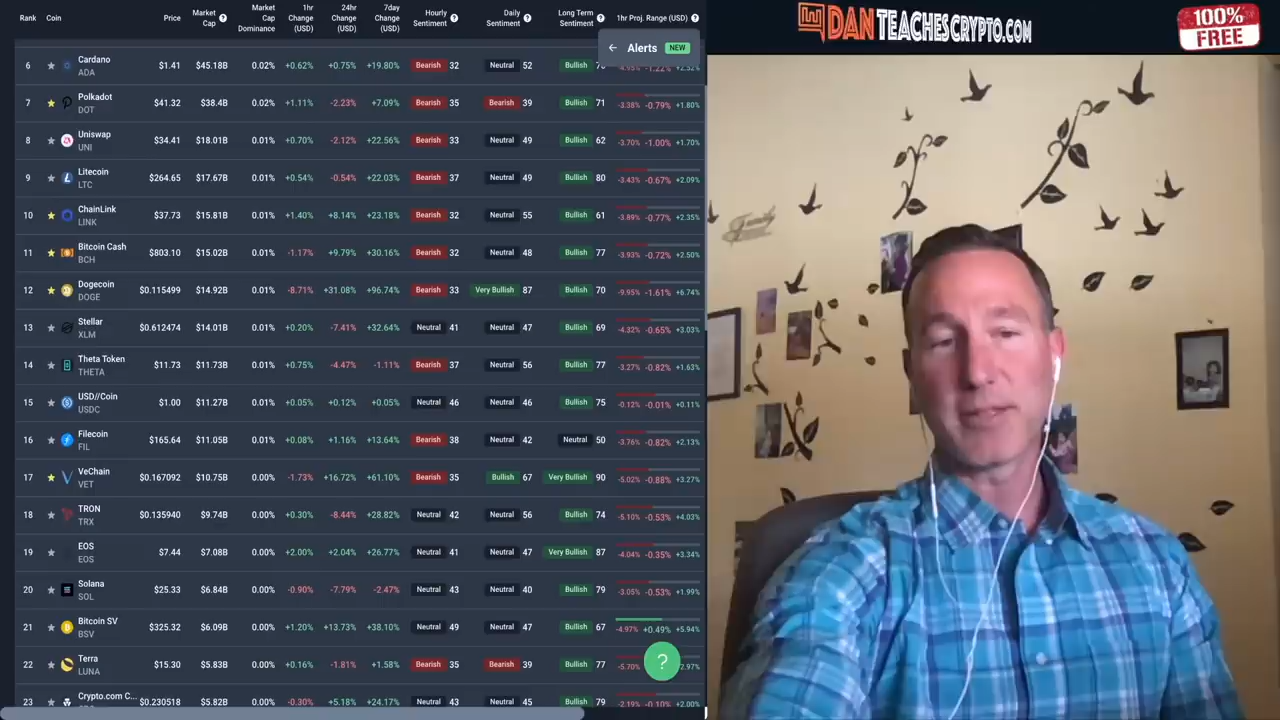 Rank Coin Price Market Cap ? Market Cap Dominance 1hr Change (USD) 24hr Change (USD) 7day Change (USD) Hourly Sentiment ? Daily Sentiment ? Long Term Sentiment ? 1hr Proj. Range (USD) ?
← Alerts NEW
6 Cardano ADA $1.41 $45.18B 0.02% +0.62% +0.75% +19.80% Bearish 32 Neutral 52 Bullish
7 Polkadot DOT $41.32 $38.4B 0.02% +1.11% -2.23% +7.09% Bearish 35 Bearish 39 Bullish 71 -3.38% -0.79% +1.80%
8 Uniswap UNI $34.41 $18.01B 0.01% +0.70% -2.12% +22.56% Bearish 33 Neutral 49 Bullish 62 -3.70% -1.00% +1.70%
9 Litecoin LTC $264.65 $17.67B 0.01% +0.54% -0.54% +22.03% Bearish 37 Neutral 49 Bullish 80 -3.43% -0.67% +2.09%
10 ChainLink LINK $37.73 $15.31B 0.01% +1.40% +8.14% +23.18% Bearish 32 Neutral 55 Bullish 61 -3.89% -0.77% +2.35%
11 Bitcoin Cash BCH $803.10 $15.02B 0.01% -1.17% +9.79% +30.16% Bearish 32 Neutral 48 Bullish 77 -3.93% -0.72% +2.50%
12 Dogecoin DOGE $0.115499 $14.92B 0.01% -8.71% +31.08% +96.74% Bearish 33 Very Bullish 87 Bullish 70 -9.95% -1.61% +6.74%
13 Stellar XLM $0.612474 $14.01B 0.01% +0.20% -7.41% +32.64% Neutral 41 Neutral 47 Bullish 69 -4.32% -0.65% +3.03%
14 Theta Token THETA $11.73 $11.73B 0.01% +0.75% -4.47% -1.11% Bearish 37 Neutral 56 Bullish 77 -3.27% -0.82% +1.63%
15 USD//Coin USDC $1.00 $11.27B 0.01% +0.05% +0.12% +0.05% Neutral 46 Neutral 46 Bullish 75 -0.12% -0.01% +0.11%
16 Filecoin FIL $165.64 $11.05B 0.01% +0.08% +1.16% +13.64% Bearish 38 Neutral 42 Neutral 50 -3.76% -0.82% +2.13%
17 VeChain VET $0.167092 $10.75B 0.00% -1.73% +16.72% +61.10% Bearish 35 Bullish 67 Very Bullish 90 -5.02% -0.88% +3.27%
18 TRON TRX $0.135940 $9.74B 0.00% +0.30% -8.44% +28.82% Neutral 42 Neutral 56 Bullish 74 -5.10% -0.53% +4.03%
19 EOS EOS $7.44 $7.08B 0.00% +2.00% +2.04% +26.77% Neutral 41 Neutral 47 Very Bullish 87 -4.04% -0.35% +3.34%
20 Solana SOL $25.33 $6.84B 0.00% -0.90% -7.79% -2.47% Neutral 43 Neutral 40 Bullish 79 -3.05% -0.53% +1.99%
21 Bitcoin SV BSV $325.32 $6.09B 0.00% +1.20% +13.73% +38.10% Neutral 49 Neutral 47 Bullish 67 -4.97% +0.49% +5.94%
22 Terra LUNA $15.30 $5.83B 0.00% +0.16% -1.81% +1.58% Bearish 35 Bearish 39 Bullish 77 -5.70% 2.97%
?
23 Crypto.com C... $0.230518 $5.82B 0.00% -0.30% +5.18% +24.17% Neutral 43 Neutral 45 Bullish 79 -2.19% -0.10% +2.00%
DANTEACHESCRYPTO.COM
100% FREE
Family